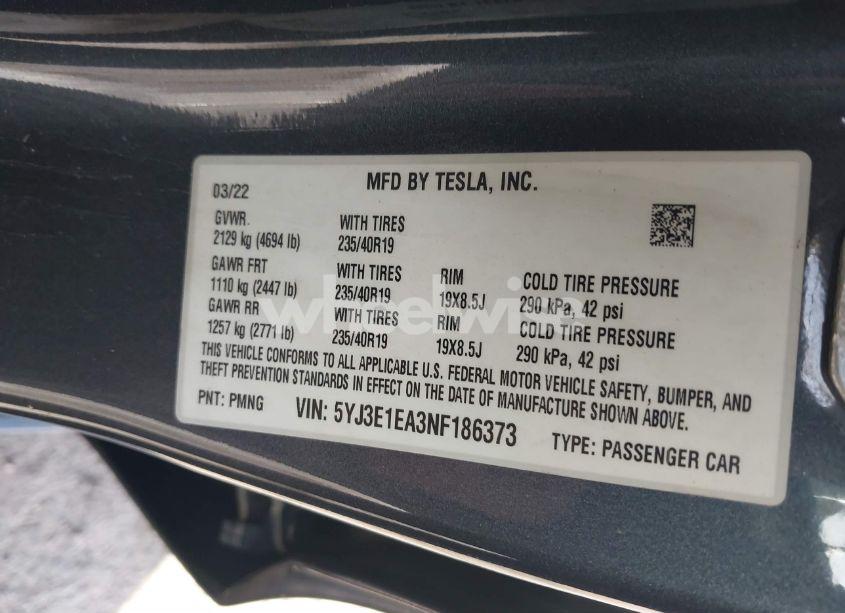 03/22 MFD BY TESLA, INC.
GVWR. WITH TIRES
2129 kg (4694 lb) 235/40R19
GAWR FRT WITH TIRES RIM COLD TIRE PRESSURE
1110 kg (2447 lb) 235/40R19 19X8.5J 290 kPa, 42 psi
GAWR RR WITH TIRES RIM COLD TIRE PRESSURE
1257 kg (2771 lb) 235/40R19 19X8.5J 290 kPa, 42 psi
THIS VEHICLE CONFORMS TO ALL APPLICABLE U.S. FEDERAL MOTOR VEHICLE SAFETY, BUMPER, AND
THEFT PREVENTION STANDARDS IN EFFECT ON THE DATE OF MANUFACTURE SHOWN ABOVE.
PNT: PMNG VIN: 5YJ3E1EA3NF186373 TYPE: PASSENGER CAR
wheelwise